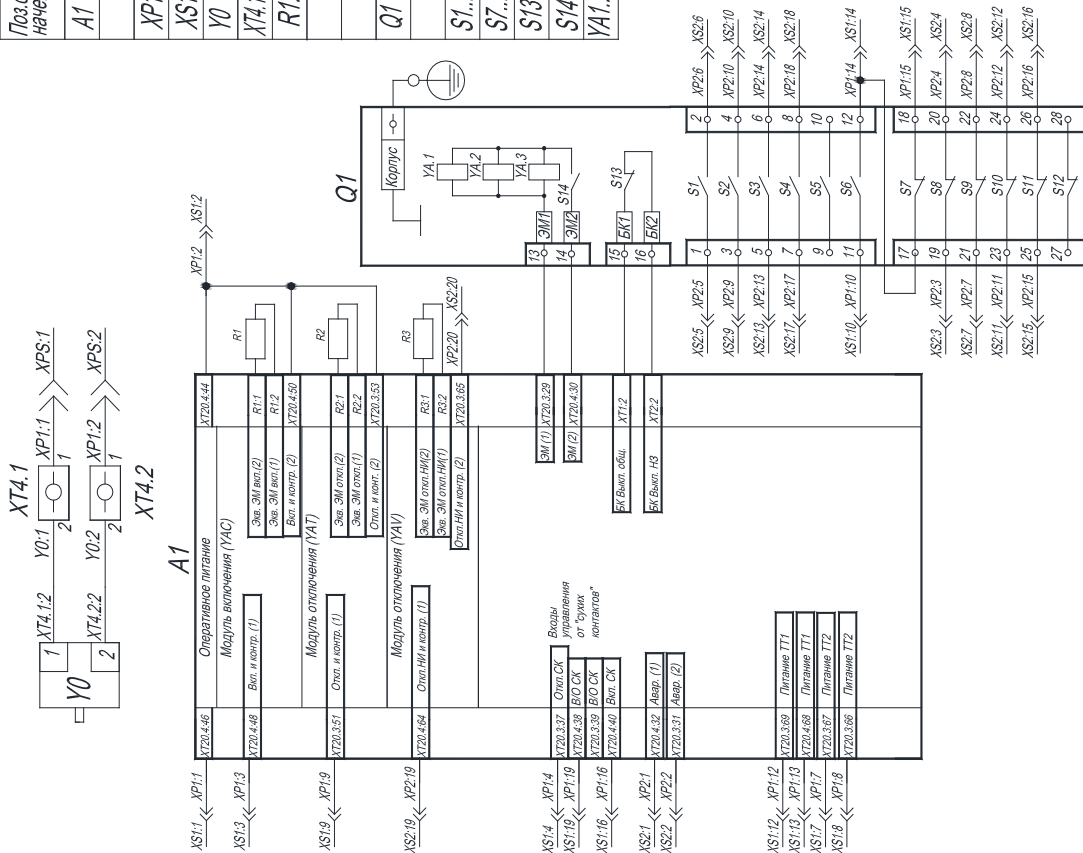 Поз.о
начен
A1
XP1
XS1
Y0
XT4.1
R1.
Q1
S1...
S7...
S13
S14
YA1...
XT4.1
XT4.1:2
Y0:1
2
1
XP1:1
XPS:1
XT4.2:2
Y0:2
2
1
XP1:2
XPS:2
XT4.2
Y0
1
2
A1
XS1:1
XP1:1
XT20.4:46
Оперативное питание
XT20.4:44
XP1:2
XS1:2
Модуль включения (YAC)
XS1:3
XP1:3
XT20.4:48
Вкл. и контр. (1)
Экв. ЭМ вкл.(2)
R1:1
Экв. ЭМ вкл.(1)
R1:2
Вкл. и контр. (2)
XT20.4:50
R1
Модуль отключения (YAT)
XS1:9
XP1:9
XT20.3:51
Откл. и контр. (1)
Экв. ЭМ откл.(2)
R2:1
Экв. ЭМ откл.(1)
R2:2
Откл. и конт. (2)
XT20.3:53
R2
Модуль отключения (YAV)
XS2:19
XP2:19
XT20.4:64
Откл.НИ и контр. (1)
Экв. ЭМ откл.НИ(2)
R3:1
Экв. ЭМ откл.НИ(1)
R3:2
Откл.НИ и контр. (2)
XT20.3:65
R3
XP2:20
XS2:20
XS1:4
XP1:4
XT20.3:37
Откл.СК
XS1:19
XP1:19
XT20.4:38
В/О СК
XT20.3:39
В/О СК
XS1:16
XP1:16
XT20.4:40
Вкл. СК
Входы
управления
от "сухих
контактов"
XS2:1
XP2:1
XT20.4:32
Авар. (1)
XS2:2
XP2:2
XT20.3:31
Авар. (2)
XS1:12
XP1:12
XT20.3:69
Питание ТТ1
XS1:13
XP1:13
XT20.4:68
Питание ТТ1
XS1:7
XP1:7
XT20.3:67
Питание ТТ2
XS1:8
XP1:8
XT20.3:66
Питание ТТ2
ЭМ (1)
XT20.3:29
ЭМ (2)
XT20.4:30
БК Выкл. общ.
XT1:2
БК Выкл. НЗ
XT2:2
Q1
Корпус
YA.1
YA.2
YA.3
S14
S13
13
ЭМ1
14
ЭМ2
15
БК1
16
БК2
XS2:5
XP2:5
1
S1
2
XP2:6
XS2:6
XS2:9
XP2:9
3
S2
4
XP2:10
XS2:10
XS2:13
XP2:13
5
S3
6
XP2:14
XS2:14
XS2:17
XP2:17
7
S4
8
XP2:18
XS2:18
9
S5
10
XS1:10
XP1:10
11
S6
12
XP1:14
XS1:14
17
S7
18
XP1:15
XS1:15
XS2:3
XP2:3
19
S8
20
XP2:4
XS2:4
XS2:7
XP2:7
21
S9
22
XP2:8
XS2:8
XS2:11
XP2:11
23
S10
24
XP2:12
XS2:12
XS2:15
XP2:15
25
S11
26
XP2:16
XS2:16
27
S12
28